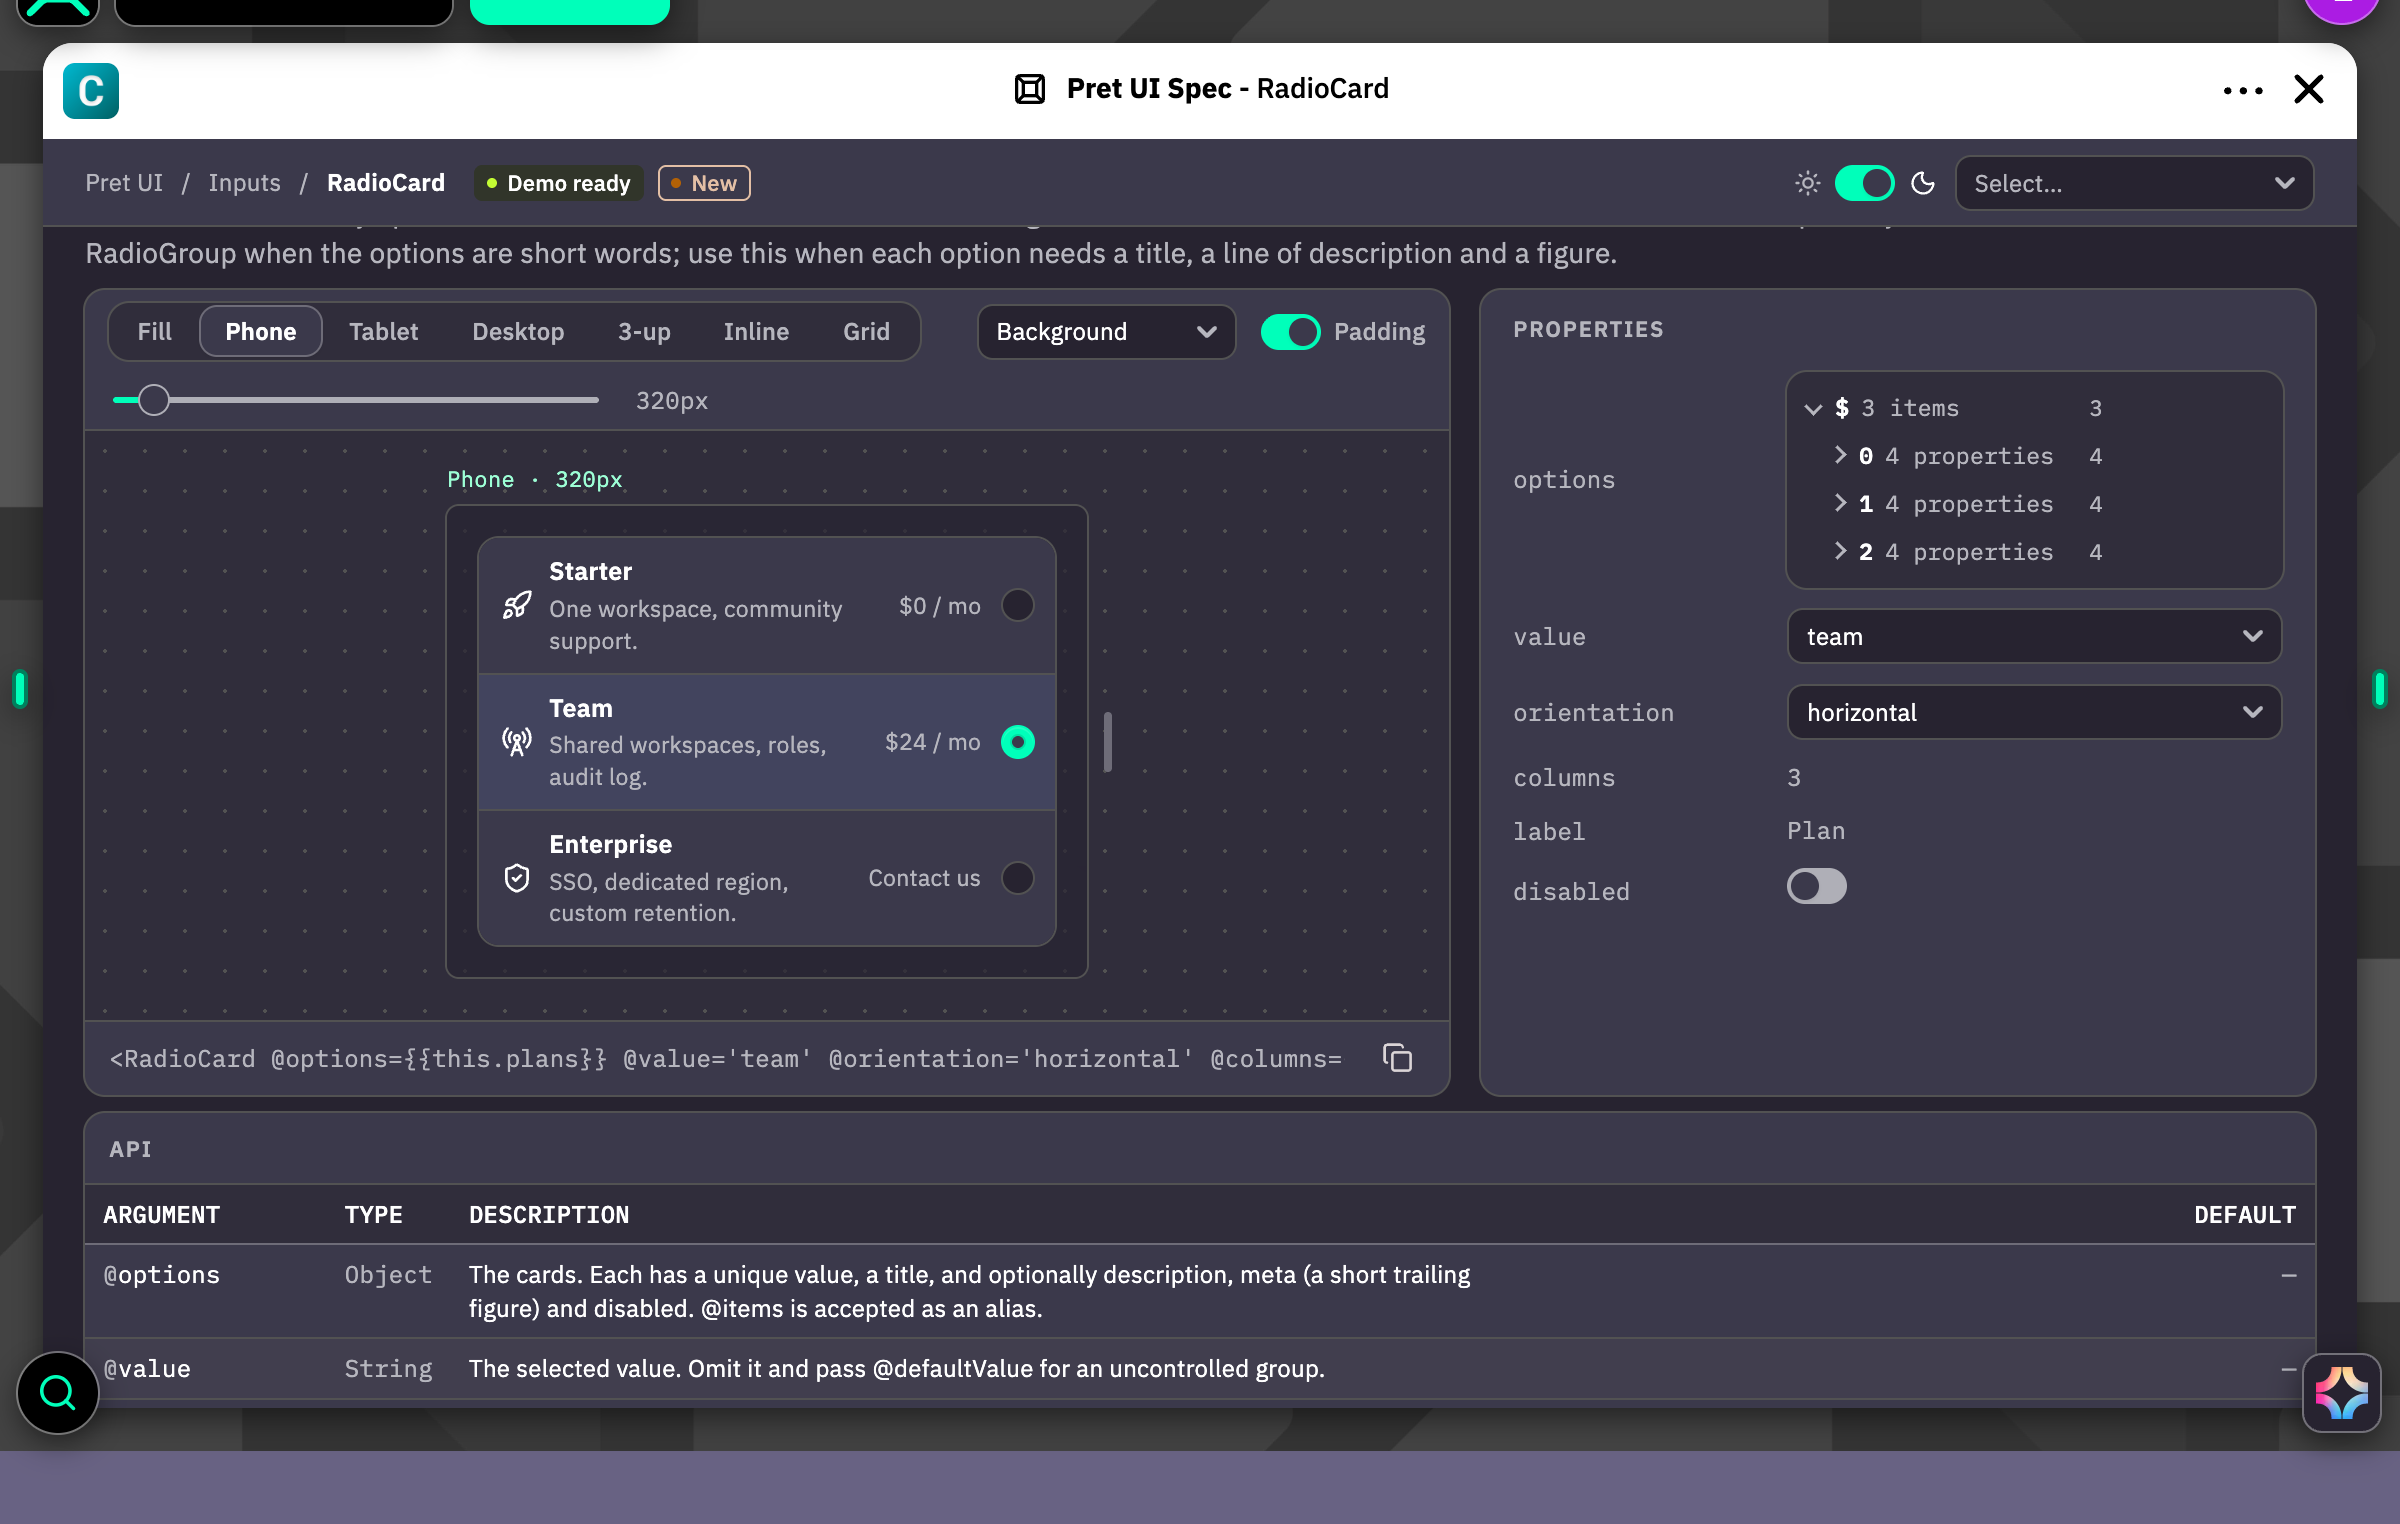 C
Pret UI Spec - RadioCard
Pret UI / Inputs / RadioCard
Demo ready
New
Select...
RadioGroup when the options are short words; use this when each option needs a title, a line of description and a figure.
Fill
Phone
Tablet
Desktop
3-up
Inline
Grid
Background
Padding
320px
Phone · 320px
Starter
One workspace, community
support.
$0 / mo
Team
Shared workspaces, roles,
audit log.
$24 / mo
Enterprise
SSO, dedicated region,
custom retention.
Contact us
<RadioCard @options={{this.plans}} @value='team' @orientation='horizontal' @columns=
PROPERTIES
options
$ 3 items 3
0 4 properties 4
1 4 properties 4
2 4 properties 4
value
team
orientation
horizontal
columns
3
label
Plan
disabled
API
ARGUMENT TYPE DESCRIPTION DEFAULT
@options Object The cards. Each has a unique value, a title, and optionally description, meta (a short trailing
figure) and disabled. @items is accepted as an alias. —
@value String The selected value. Omit it and pass @defaultValue for an uncontrolled group. —